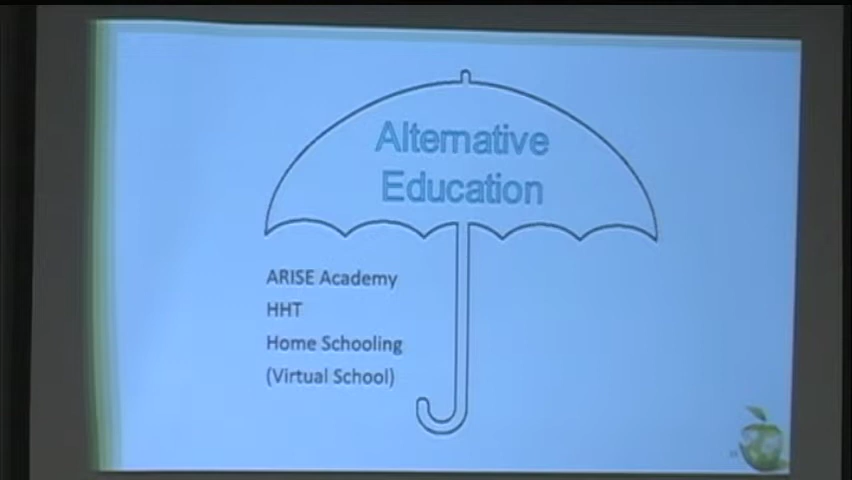 Alternative
Education
ARISE Academy
HHT
Home Schooling
(Virtual School)